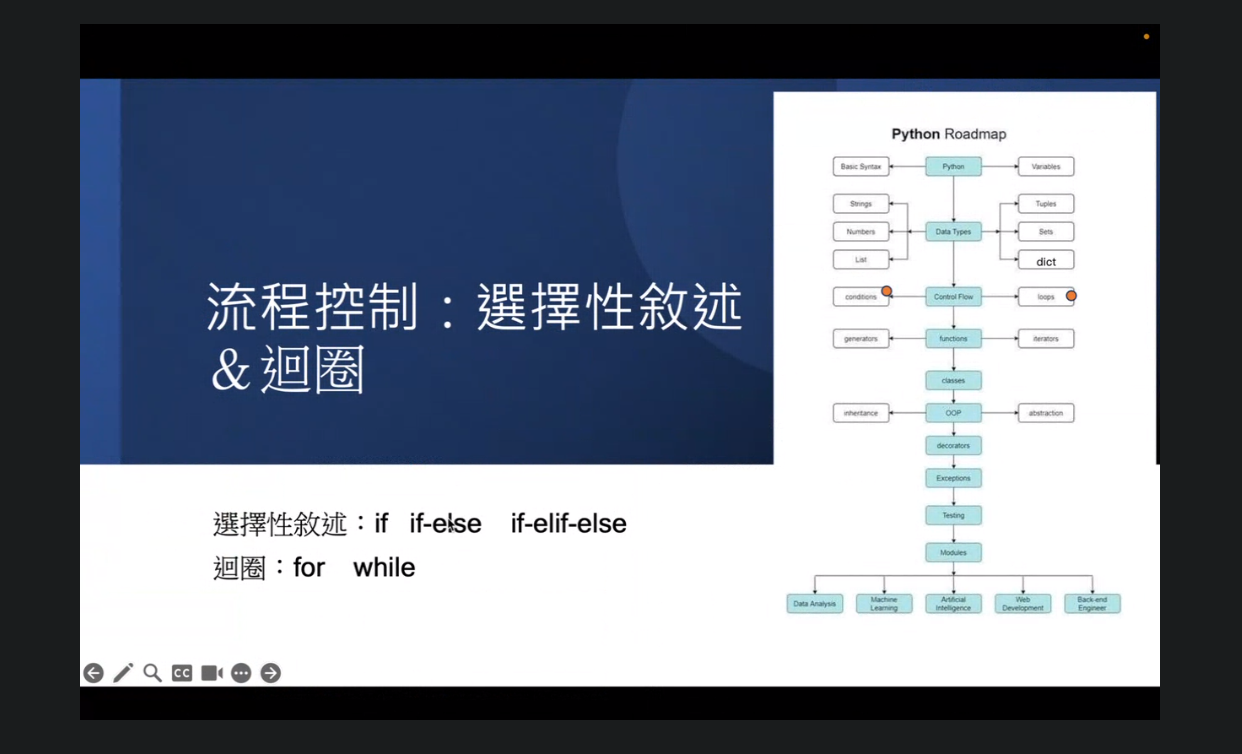 流程控制：選擇性敘述
&迴圈
選擇性敘述：if if-else if-elif-else
迴圈：for while
Python Roadmap
Basic Syntax Python Variables
Strings Tuples
Numbers Data Types Sets
List dict
conditions Control Flow loops
generators functions iterators
classes
inheritance OOP abstraction
decorators
Exceptions
Testing
Modules
Data Analysis
Machine
Learning
Artificial
Intelligence
Web
Development
Back-end
Engineer
CC